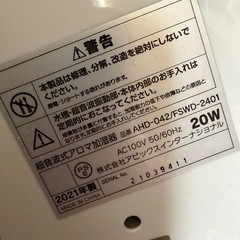 警告
本製品は修理、分解、改造を絶対にしないで
ください。
水槽・超音波振動部・本体内部のお手入れは
定期的におこなってください。
超音波式アロマ加湿器 品番 AHD-042/FSWD-2401
AC100V 50/60Hz 20W
株式会社アピックスインターナショナル
2021年製
MADE IN CHINA
SERIAL No. 21039411